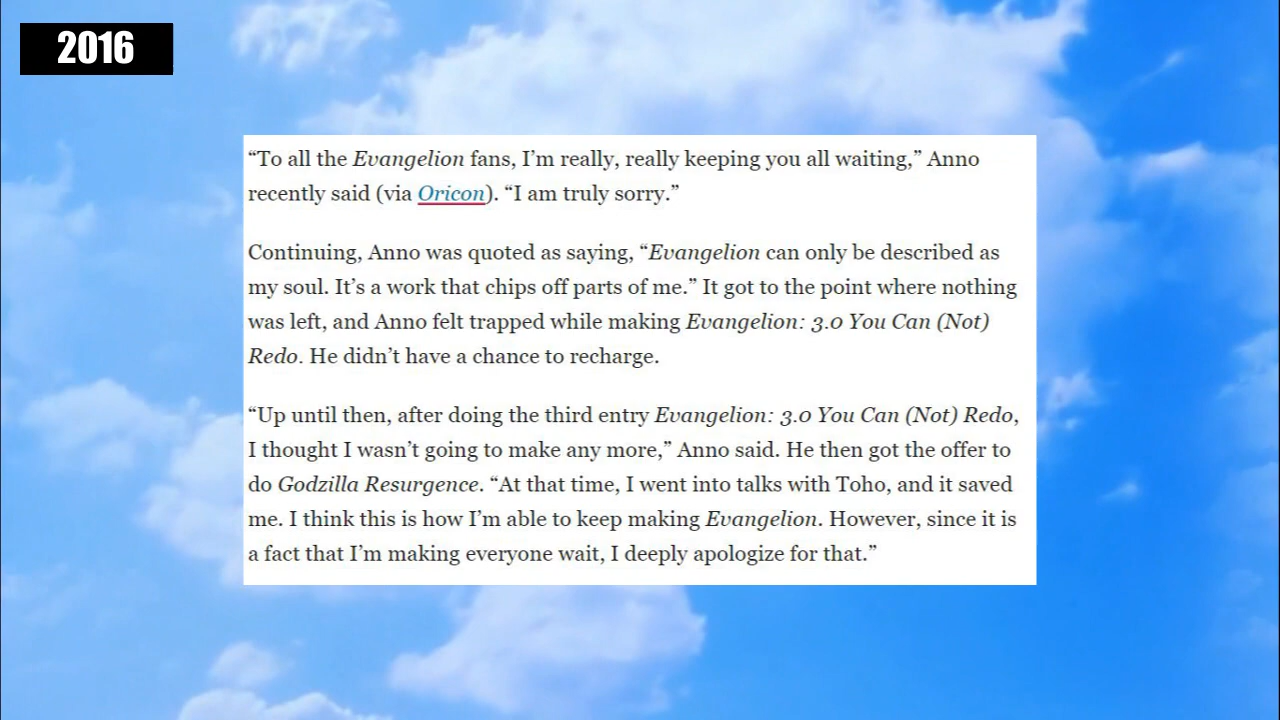 2016
“To all the Evangelion fans, I’m really, really keeping you all waiting,” Anno
recently said (via Oricon). “I am truly sorry.”
Continuing, Anno was quoted as saying, “Evangelion can only be described as
my soul. It’s a work that chips off parts of me.” It got to the point where nothing
was left, and Anno felt trapped while making Evangelion: 3.0 You Can (Not)
Redo. He didn’t have a chance to recharge.
“Up until then, after doing the third entry Evangelion: 3.0 You Can (Not) Redo,
I thought I wasn’t going to make any more,” Anno said. He then got the offer to
do Godzilla Resurgence. “At that time, I went into talks with Toho, and it saved
me. I think this is how I’m able to keep making Evangelion. However, since it is
a fact that I’m making everyone wait, I deeply apologize for that.”